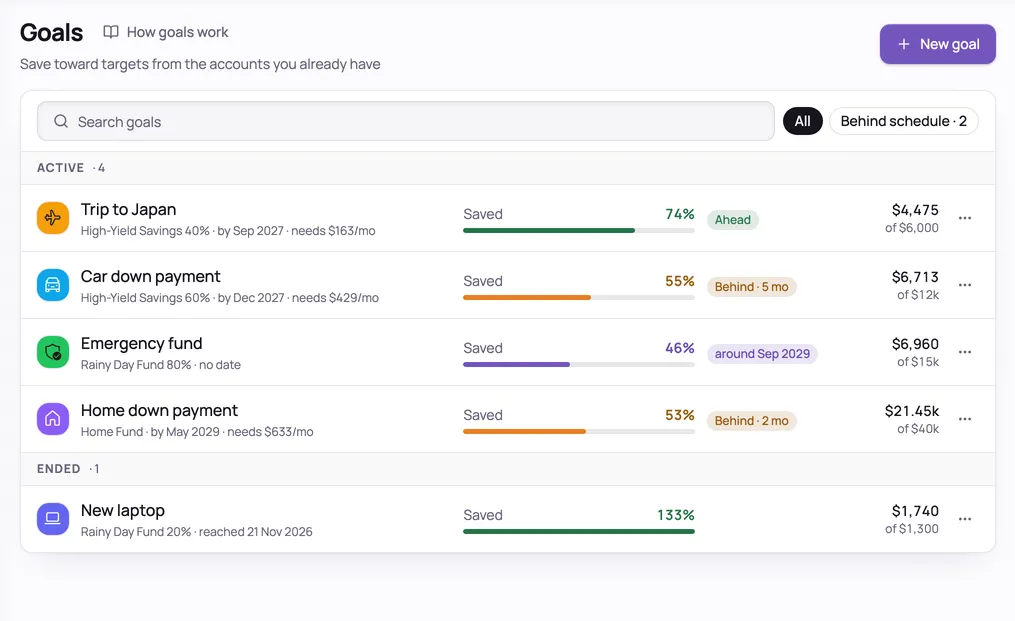 Goals
How goals work
Save toward targets from the accounts you already have
+ New goal
Search goals
All
Behind schedule · 2
ACTIVE · 4
Trip to Japan
High-Yield Savings 40% · by Sep 2027 · needs $163/mo
Saved
74%
Ahead
$4,475
of $6,000
Car down payment
High-Yield Savings 60% · by Dec 2027 · needs $429/mo
Saved
55%
Behind · 5 mo
$6,713
of $12k
Emergency fund
Rainy Day Fund 80% · no date
Saved
46%
around Sep 2029
$6,960
of $15k
Home down payment
Home Fund · by May 2029 · needs $633/mo
Saved
53%
Behind · 2 mo
$21.45k
of $40k
ENDED · 1
New laptop
Rainy Day Fund 20% · reached 21 Nov 2026
Saved
133%
$1,740
of $1,300